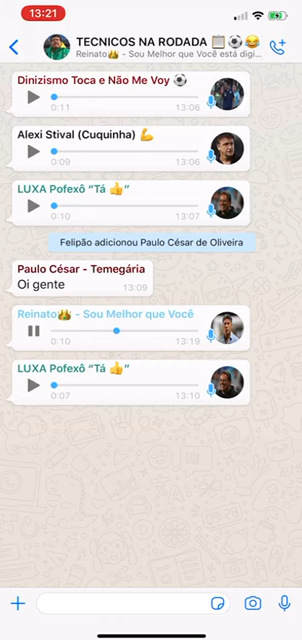 13:21
TECNICOS NA RODADA 🗒️⚽😂
Reinato👑 - Sou Melhor que Você está digi...
Dinizismo Toca e Não Me Voy ⚽
0:11 13:06
Alexi Stival (Cuquinha) 💪
0:09 13:06
LUXA Pofexô “Tá 👍”
0:10 13:07
Felipão adicionou Paulo César de Oliveira
Paulo César - Temegária
Oi gente 13:09
Reinato👑 - Sou Melhor que Você
0:10 13:19
LUXA Pofexô “Tá 👍”
0:07 13:10